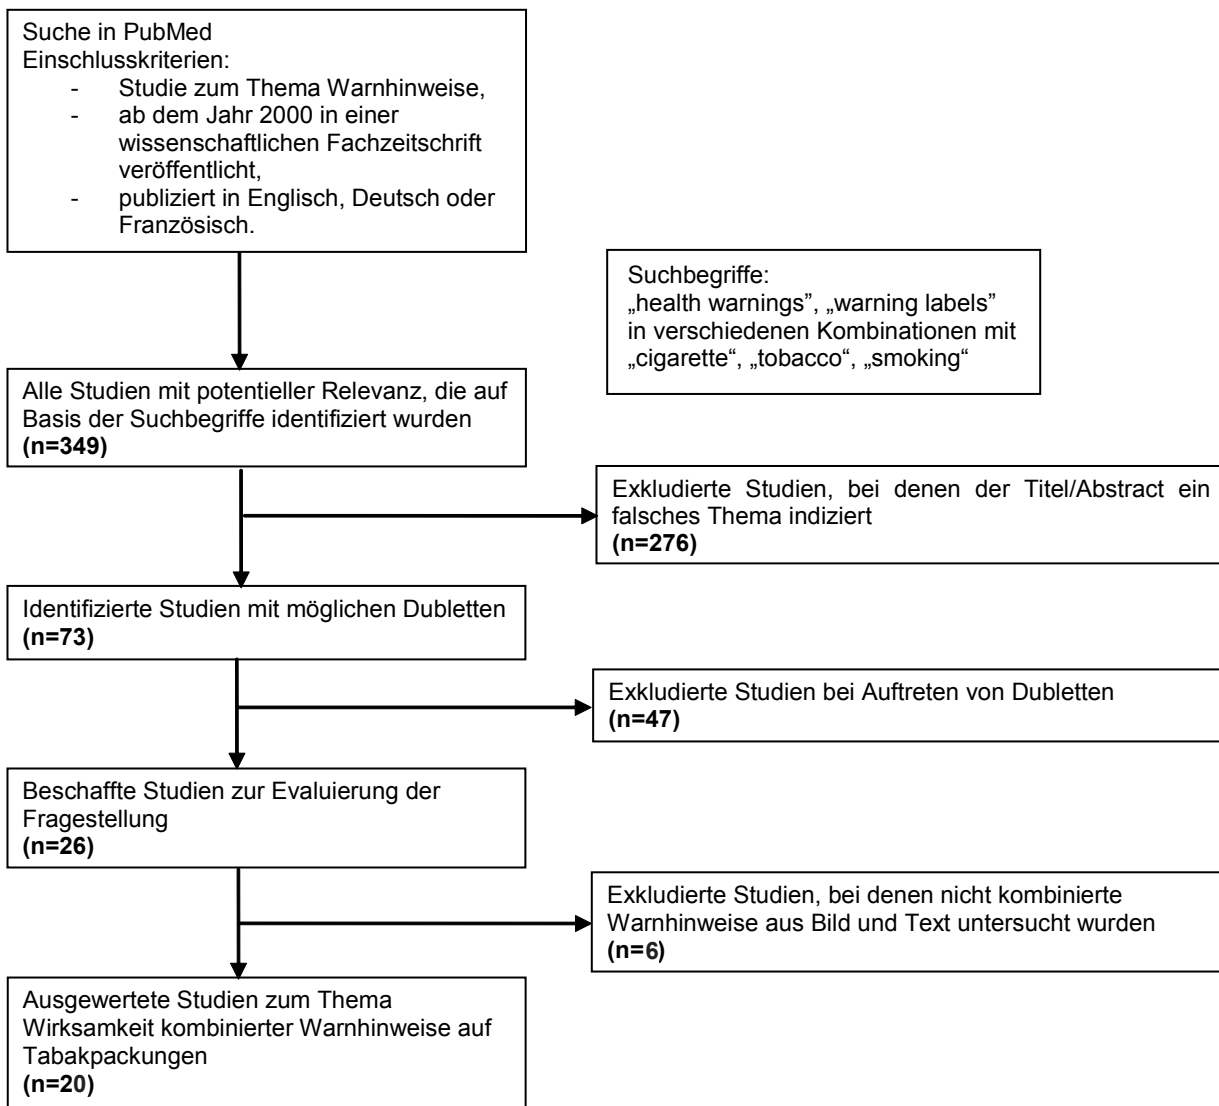 Suche in PubMed
Einschlusskriterien:
- Studie zum Thema Warnhinweise,
- ab dem Jahr 2000 in einer
wissenschaftlichen Fachzeitschrift
veröffentlicht,
- publiziert in Englisch, Deutsch oder
Französisch.
Suchbegriffe:
„health warnings”, „warning labels”
in verschiedenen Kombinationen mit
„cigarette“, „tobacco“, „smoking“
Alle Studien mit potentieller Relevanz, die auf
Basis der Suchbegriffe identifiziert wurden
(n=349)
Exkludierte Studien, bei denen der Titel/Abstract ein
falsches Thema indiziert
(n=276)
Identifizierte Studien mit möglichen Dubletten
(n=73)
Exkludierte Studien bei Auftreten von Dubletten
(n=47)
Beschaffte Studien zur Evaluierung der
Fragestellung
(n=26)
Exkludierte Studien, bei denen nicht kombinierte
Warnhinweise aus Bild und Text untersucht wurden
(n=6)
Ausgewertete Studien zum Thema
Wirksamkeit kombinierter Warnhinweise auf
Tabakpackungen
(n=20)